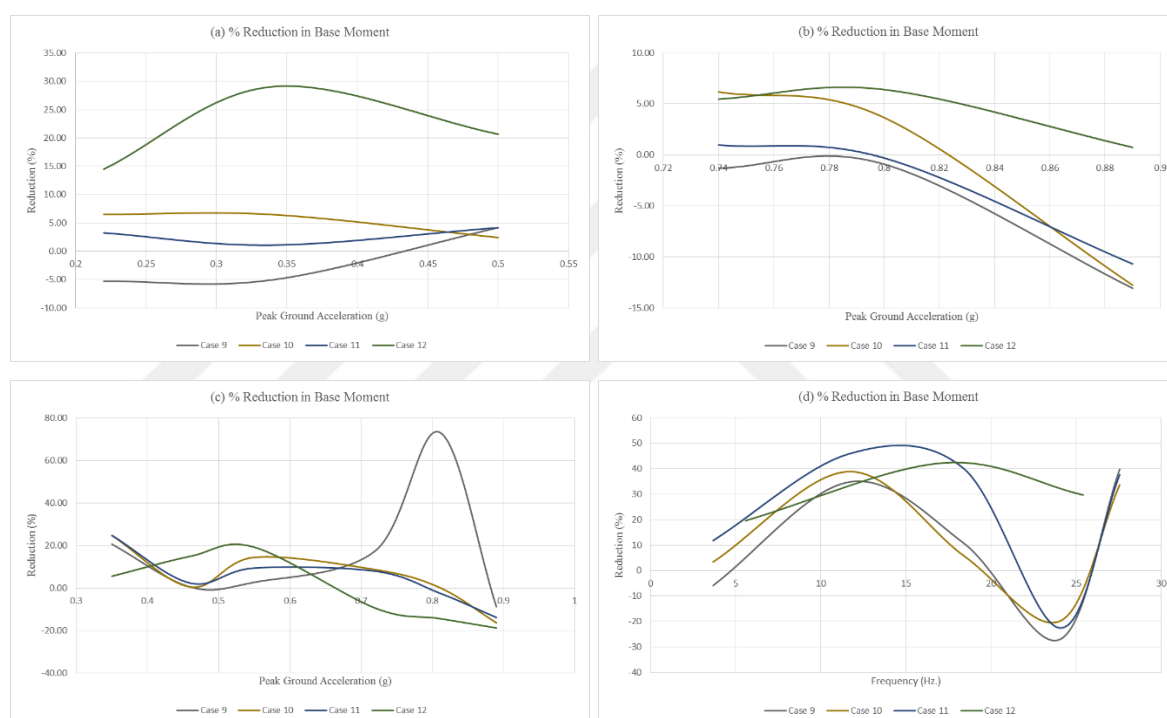 (a) % Reduction in Base Moment
35.00
30.00
25.00
20.00
15.00
10.00
5.00
0.00
-5.00
-10.00
Reduction (%)
0.2 0.25 0.3 0.35 0.4 0.45 0.5 0.55
Peak Ground Acceleration (g)
Case 9 Case 10 Case 11 Case 12
(b) % Reduction in Base Moment
10.00
5.00
0.00
-5.00
-10.00
-15.00
Reduction (%)
0.72 0.74 0.76 0.78 0.8 0.82 0.84 0.86 0.88 0.9
Peak Ground Acceleration (g)
Case 9 Case 10 Case 11 Case 12
(c) % Reduction in Base Moment
80.00
60.00
40.00
20.00
0.00
-20.00
-40.00
Reduction (%)
0.3 0.4 0.5 0.6 0.7 0.8 0.9 1
Peak Ground Acceleration (g)
Case 9 Case 10 Case 11 Case 12
(d) % Reduction in Base Moment
60
50
40
30
20
10
0
-10
-20
-30
-40
Reduction (%)
0 5 10 15 20 25 30
Frequency (Hz.)
Case 9 Case 10 Case 11 Case 12